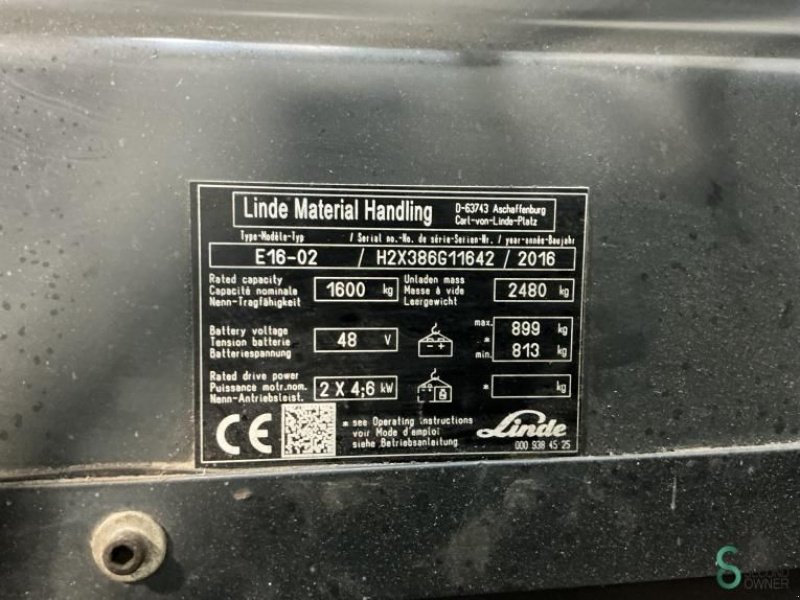 Linde Material Handling
D-63743 Aschaffenburg
Carl-von-Linde-Platz
Type-Modèle-Typ / Serial no.-No. de série-Serien-Nr. / year-année-Baujahr
E16-02 / H2X386G11642 / 2016
Rated capacity
Capacité nominale
Nenn-Tragfähigkeit
1600 kg
Unladen mass
Masse à vide
Leergewicht
2480 kg
Battery voltage
Tension batterie
Batteriespannung
48 V
- +
max. 899 kg
*
min. 813 kg
Rated drive power
Puissance motr.nom.
Nenn-Antriebsleist.
2 X 4,6 kW
* kg
CE
* see Operating instructions
voir Mode d'emploi
siehe Betriebsanleitung.
Linde
000 938 45 25
SECOND
OWNER